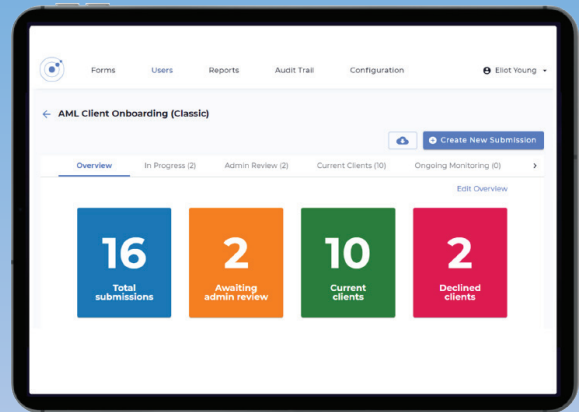 Forms Users Reports Audit Trail Configuration Eliot Young
AML Client Onboarding (Classic)
Create New Submission
Overview In Progress (2) Admin Review (2) Current Clients (10) Ongoing Monitoring (0)
Edit Overview
16 2 10 2
Total submissions Awaiting admin review Current clients Declined clients